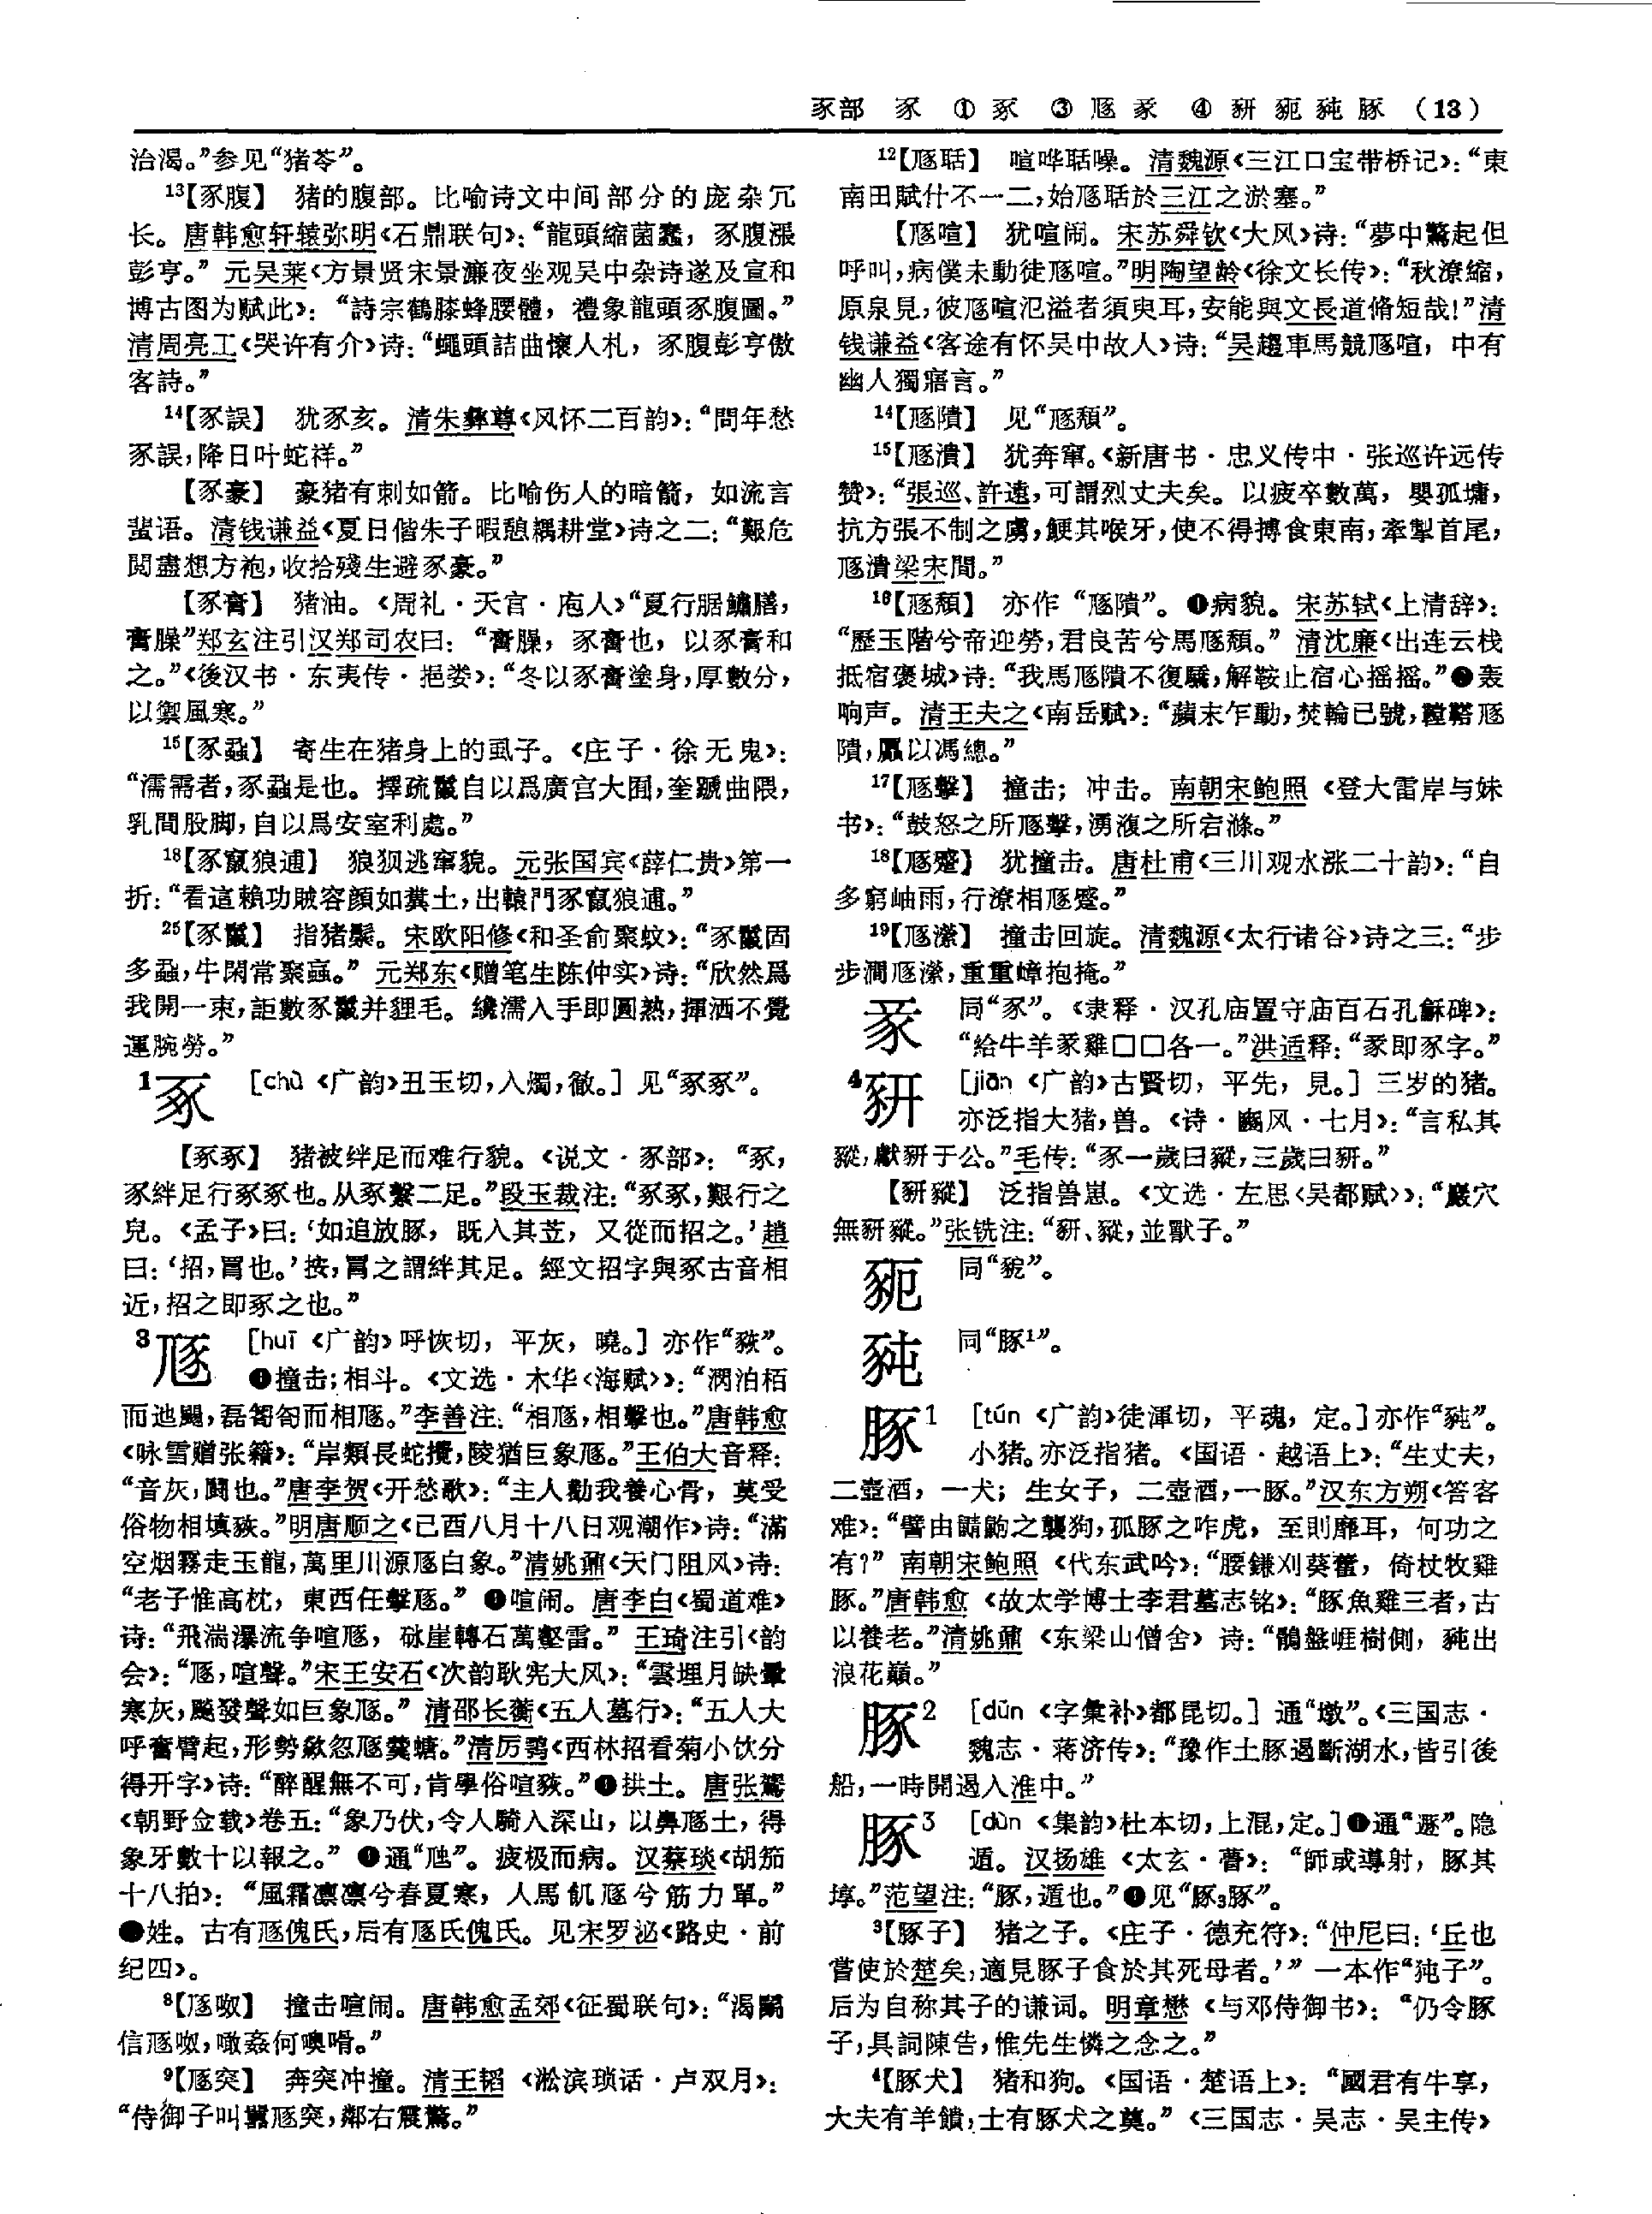 豕部　豕　①豖　③豗豙　④豜豟豘豚（13）
治渴。”参见“猪苓”。
13【豕腹】　猪的腹部。比喻诗文中间部分的庞杂冗
长。唐韩愈轩辕弥明《石鼎联句》：“龍頭縮菌蠢，豕腹漲
彭亨。”元吴莱《方景贤宋景濂夜坐观吴中杂诗遂及宣和
博古图为赋此》：“詩宗鶴膝蜂腰體，禮象龍頭豕腹圖。”
清周亮工《哭许有介》诗：“蠅頭詰曲懷人札，豕腹彭亨傲
客詩。”
14【豕誤】　犹豕亥。清朱彝尊《风怀二百韵》：“問年愁
豕誤，降日叶蛇祥。”
【豕豪】　豪猪有刺如箭。比喻伤人的暗箭，如流言
蜚语。清钱谦益《夏日偕朱子暇憩耦耕堂》诗之二：“艱危
閱盡想方袍，收拾殘生避豕豪。”
【豕膏】　猪油。《周礼·天官·庖人》“夏行腒鱐膳，
膏臊”郑玄注引汉郑司农曰：“膏臊，豕膏也，以豕膏和
之。”《後汉书·东夷传·挹娄》：“冬以豕膏塗身，厚數分，
以禦風寒。”
15【豕蝨】　寄生在猪身上的虱子。《庄子·徐无鬼》：
“濡需者，豕蝨是也。擇疏鬣自以爲廣宫大囿，奎蹏曲隈，
乳間股脚，自以爲安室利處。”
18【豕竄狼逋】　狼狈逃窜貌。元张国宾《薛仁贵》第一
折：“看這賴功賊容顔如糞土，出轅門豕竄狼逋。”
25【豕鬣】　指猪鬃。宋欧阳修《和圣俞聚蚊》：“豕鬣固
多蝨，牛閑常聚蝱。”元郑东《赠笔生陈仲实》诗：“欣然爲
我開一束，詎數豕鬣并貍毛。纔濡入手即圓熟，揮洒不覺
運腕勞。”
1豖　[chù《广韵》丑玉切，入燭，徹。]见“豖豖”。
【豖豖】　猪被绊足而难行貌。《说文·豕部》：“豖，
豕絆足行豖豖也。从豕繫二足。”段玉裁注：“豖豖，艱行之
皃。《孟子》曰：‘如追放豚，既入其苙，又從而招之。’趙
曰：‘招，罥也。’按，罥之謂絆其足。經文招字與豖古音相
近，招之即豖之也。”
3豗　[huī《广韵》呼恢切，平灰，曉。]亦作“豥”。
❶撞击；相斗。《文选·木华〈海赋〉》：“㵎泊栢
而迆颺，磊匒匌而相豗。”李善注：“相豗，相擊也。”唐韩愈
《咏雪赠张籍》：“岸類長蛇攪，陵猶巨象豗。”王伯大音释：
“音灰，鬭也。”唐李贺《开愁歌》：“主人勸我養心骨，莫受
俗物相填豥。”明唐顺之《己酉八月十八日观潮作》诗：“滿
空烟霧走玉龍，萬里川源豗白象。”清姚鼐《天门阻风》诗：
“老子惟高枕，東西任擊豗。”❷喧闹。唐李白《蜀道难》
诗：“飛湍瀑流争喧豗，砯崖轉石萬壑雷。”王琦注引《韵
会》：“豗，喧聲。”宋王安石《次韵耿宪大风》：“雲埋月缺暈
寒灰，飈發聲如巨象豗。”清邵长蘅《五人墓行》：“五人大
呼奮臂起，形勢欻忽豗羹螗。”清厉鹗《西林招看菊小饮分
得开字》诗：“醉醒無不可，肯學俗喧豥。”❸拱土。唐张鷟
《朝野佥载》卷五：“象乃伏，令人騎入深山，以鼻豗土，得
象牙數十以報之。”❹通“虺”。疲极而病。汉蔡琰《胡笳
十八拍》：“風霜凛凛兮春夏寒，人馬飢豗兮筋力單。”
●姓。古有豗傀氏，后有豗氏傀氏。见宋罗泌《路史·前
纪四》。
8【豗呶】　撞击喧闹。唐韩愈孟郊《征蜀联句》：“渴鬭
信豗呶，噉姦何噢㗖。”
9【豗突】　奔突冲撞。清王韬《淞滨琐话·卢双月》：
“侍御子叫囂豗突，鄰右震驚。”
12【豗聒】　喧哗聒噪。清魏源《三江口宝带桥记》：“東
南田賦什不一二，始豗聒於三江之淤塞。”
【豗喧】　犹喧闹。宋苏舜钦《大风》诗：“夢中驚起但
呼叫，病僕未動徒豗喧。”明陶望龄《徐文长传》：“秋潦縮，
原泉見，彼豗喧氾溢者須臾耳，安能與文長道脩短哉！”清
钱谦益《客途有怀吴中故人》诗：“吴趨車馬競豗喧，中有
幽人獨寤言。”
14【豗隤】　见“豗頽”。
15【豗潰】　犹奔窜。《新唐书·忠义传中·张巡许远传
赞》：“張巡、許遠，可謂烈丈夫矣。以疲卒數萬，嬰孤墉，
抗方張不制之虜，鯁其喉牙，使不得搏食東南，牽掣首尾，
豗潰梁宋間。”
16【豗頽】　亦作“豗隤”。❶病貌。宋苏轼《上清辞》：
“歷玉階兮帝迎勞，君良苦兮馬豗頽。”清沈廉《出连云栈
抵宿褒城》诗：“我馬豗隤不復驕，解鞍止宿心摇摇。”❷轰
响声。清王夫之《南岳赋》：“蘋末乍動，焚輪已號，鞺鞳豗
隤，贔以馮總。”
17【豗擊】　撞击；冲击。南朝宋鲍照《登大雷岸与妹
书》：“鼓怒之所豗擊，湧澓之所宕滌。”
18【豗蹙】　犹撞击。唐杜甫《三川观水涨二十韵》：“自
多窮岫雨，行潦相豗蹙。”
19【豗瀠】　撞击回旋。清魏源《太行诸谷》诗之三：“步
步澗豗瀠，重重嶂抱掩。”
豙　同“豕”。《隶释·汉孔庙置守庙百石孔龢碑》：
“給牛羊豙雞□□各一。”洪适释：“豙即豕字。”
4豜　[jiān《广韵》古賢切，平先，見。]三岁的猪。
亦泛指大猪，兽。《诗·豳风·七月》：“言私其
豵，獻豜于公。”毛传：“豕一歲曰豵，三歲曰豜。”
【豜豵】　泛指兽崽。《文选·左思〈吴都赋〉》：“巖穴
無豜豵。”张铣注：“豜、豵，並獸子。”
豟　同“豝”。
豘　同“豚1”。
豚1　[tún《广韵》徒渾切，平魂，定。]亦作“豘”。
小猪。亦泛指猪。《国语·越语上》：“生丈夫，
二壺酒，一犬；生女子，二壺酒，一豚。”汉东方朔《答客
难》：“譬由鼱鼩之襲狗，孤豚之咋虎，至則靡耳，何功之
有？”南朝宋鲍照《代东武吟》：“腰鎌刈葵藿，倚杖牧雞
豚。”唐韩愈《故太学博士李君墓志铭》：“豚魚雞三者，古
以養老。”清姚鼐《东梁山僧舍》诗：“鶻盤崕樹側，豘出
浪花巔。”
豚2　[dūn《字彙补》都昆切。]通“墩”。《三国志·
魏志·蒋济传》：“豫作土豚遏斷湖水，皆引後
船，一時開遏入淮中。”
豚3　[dùn《集韵》杜本切，上混，定。]❶通“遯”。隐
遁。汉扬雄《太玄·瞢》：“師或導射，豚其
埻。”范望注：“豚，遁也。”❷见“豚3豚”。
3【豚子】　猪之子。《庄子·德充符》：“仲尼曰：‘丘也
嘗使於楚矣，適見豚子食於其死母者。’”一本作“㹠子”。
后为自称其子的谦词。明章懋《与邓侍御书》：“仍令豚
子，具詞陳告，惟先生憐之念之。”
4【豚犬】　猪和狗。《国语·楚语上》：“國君有牛享，
大夫有羊饋，士有豚犬之奠。”《三国志·吴志·吴主传》